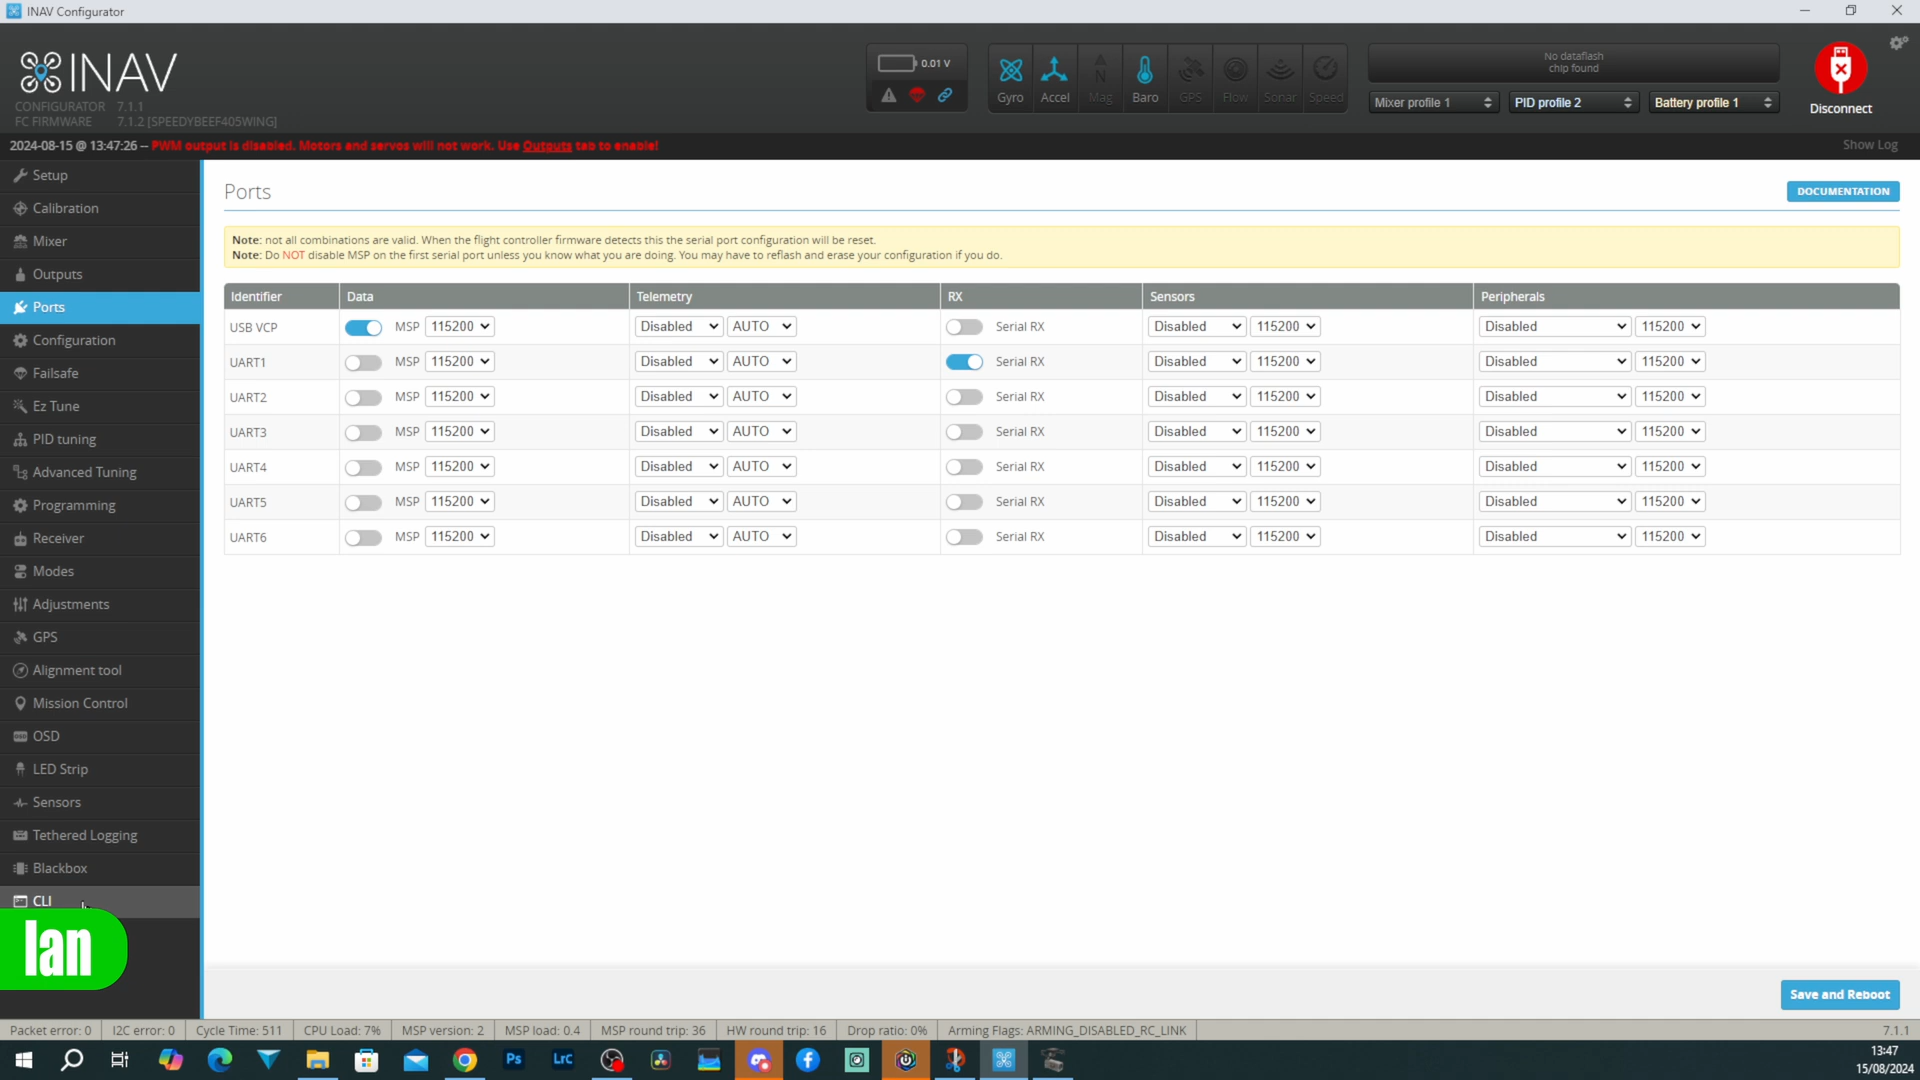 INAV Configurator
INAV
CONFIGURATOR 7.1.1
FC FIRMWARE 7.1.2 [SPEEDYBEEF405WING]
0.01 V
Gyro Accel Mag Baro GPS Flow Sonar Speed
No dataflash
chip found
Mixer profile 1 PID profile 2 Battery profile 1
Disconnect
2024-08-15 @ 13:47:26 -- PWM output is disabled. Motors and servos will not work. Use Outputs tab to enable!
Show Log
Setup
Calibration
Mixer
Outputs
Ports
Configuration
Failsafe
Ez Tune
PID tuning
Advanced Tuning
Programming
Receiver
Modes
Adjustments
GPS
Alignment tool
Mission Control
OSD
LED Strip
Sensors
Tethered Logging
Blackbox
CLI
Ian
Ports
DOCUMENTATION
Note: not all combinations are valid. When the flight controller firmware detects this the serial port configuration will be reset.
Note: Do NOT disable MSP on the first serial port unless you know what you are doing. You may have to reflash and erase your configuration if you do.
Identifier Data Telemetry RX Sensors Peripherals
USB VCP MSP 115200 Disabled AUTO Serial RX Disabled 115200 Disabled 115200
UART1 MSP 115200 Disabled AUTO Serial RX Disabled 115200 Disabled 115200
UART2 MSP 115200 Disabled AUTO Serial RX Disabled 115200 Disabled 115200
UART3 MSP 115200 Disabled AUTO Serial RX Disabled 115200 Disabled 115200
UART4 MSP 115200 Disabled AUTO Serial RX Disabled 115200 Disabled 115200
UART5 MSP 115200 Disabled AUTO Serial RX Disabled 115200 Disabled 115200
UART6 MSP 115200 Disabled AUTO Serial RX Disabled 115200 Disabled 115200
Save and Reboot
Packet error: 0 I2C error: 0 Cycle Time: 511 CPU Load: 7% MSP version: 2 MSP load: 0.4 MSP round trip: 36 HW round trip: 16 Drop ratio: 0% Arming Flags: ARMING_DISABLED_RC_LINK 7.1.1
Ps LrC
13:47
15/08/2024